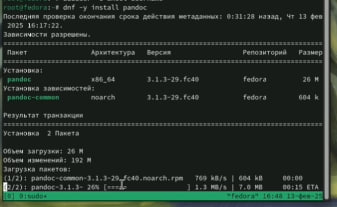 root@fedora:~# dnf -y install pandoc
Последняя проверка окончания срока действия метаданных: 0:31:28 назад, Чт 13 фев
2025 16:17:22.
Зависимости разрешены.
================================================================================
Пакет Архитектура Версия Репозиторий Размер
================================================================================
Установка:
pandoc x86_64 3.1.3-29.fc40 fedora 26 M
Установка зависимостей:
pandoc-common noarch 3.1.3-29.fc40 fedora 604 k
Результат транзакции
================================================================================
Установка 2 Пакета
Объем загрузки: 26 M
Объем изменений: 192 M
Загрузка пакетов:
(1/2): pandoc-common-3.1.3-29.fc40.noarch.rpm 769 kB/s | 604 kB 00:00
(2/2): pandoc-3.1.3- 26% [==== ] 1.3 MB/s | 7.0 MB 00:15 ETA
[0] 0:sudo* "fedora" 16:48 13-фев-25